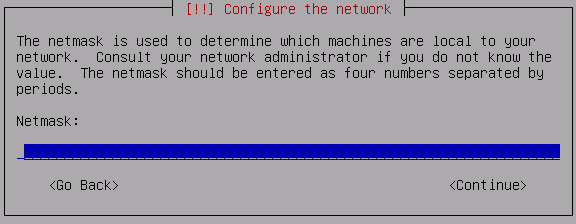 [!!] Configure the network
The netmask is used to determine which machines are local to your
network.  Consult your network administrator if you do not know the
value.  The netmask should be entered as four numbers separated by
periods.
Netmask:
<Go Back> <Continue>